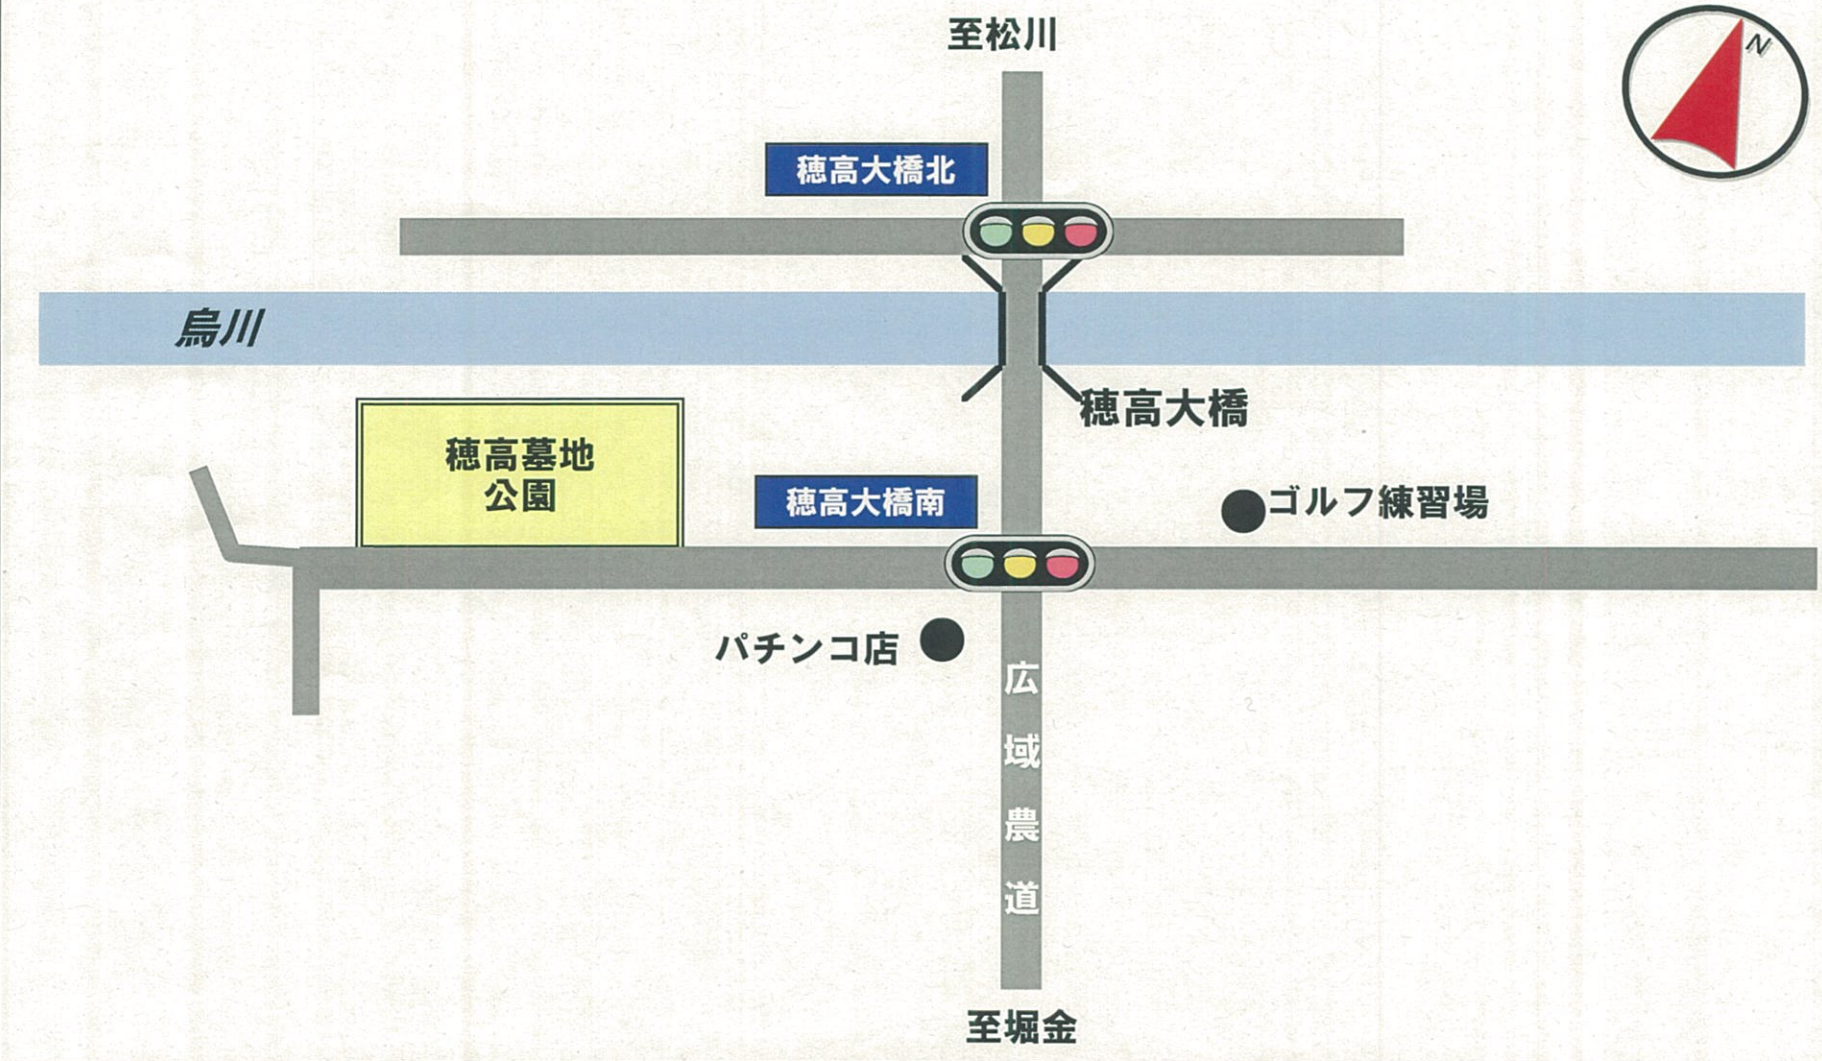 至松川
N
穂高大橋北
烏川
穂高大橋
穂高墓地
公園
穂高大橋南
ゴルフ練習場
パチンコ店
広域農道
至堀金